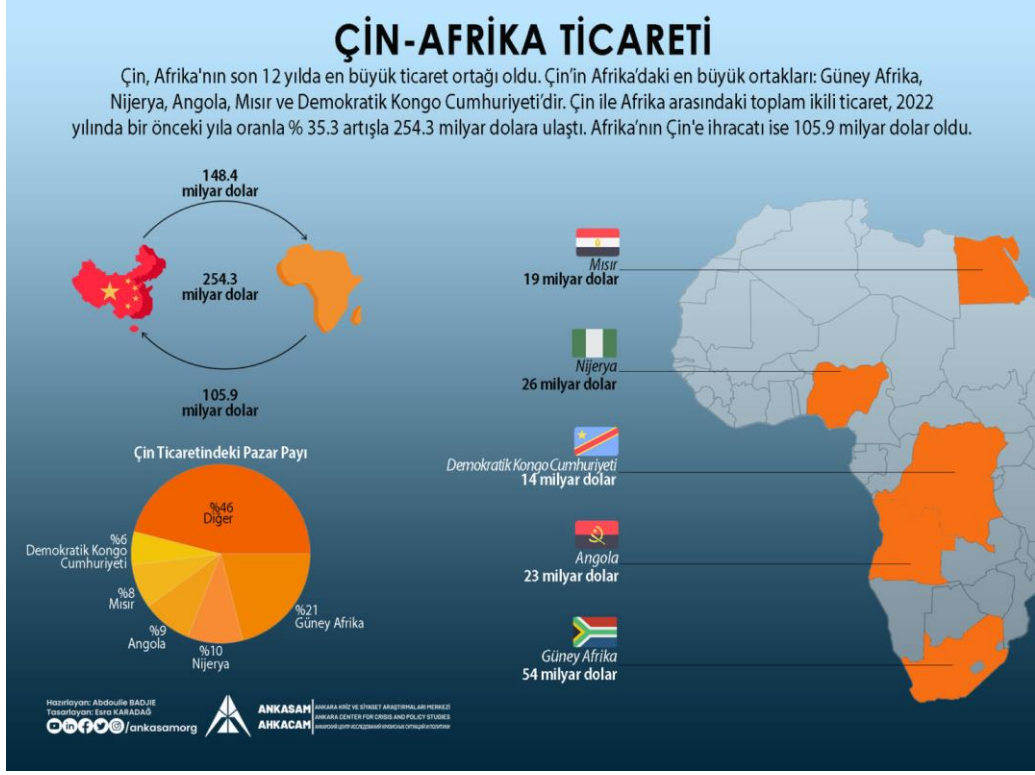 ÇİN-AFRİKA TİCARETİ
Çin, Afrika'nın son 12 yılda en büyük ticaret ortağı oldu. Çin'in Afrika'daki en büyük ortakları: Güney Afrika,
Nijerya, Angola, Mısır ve Demokratik Kongo Cumhuriyeti'dir. Çin ile Afrika arasındaki toplam ikili ticaret, 2022
yılında bir önceki yıla oranla % 35.3 artışla 254.3 milyar dolara ulaştı. Afrika'nın Çin'e ihracatı ise 105.9 milyar dolar oldu.
148.4
milyar dolar
254.3
milyar dolar
105.9
milyar dolar
Çin Ticaretindeki Pazar Payı
%46
Diğer
%6
Demokratik Kongo
Cumhuriyeti
%8
Mısır
%9
Angola
%10
Nijerya
%21
Güney Afrika
Mısır
19 milyar dolar
Nijerya
26 milyar dolar
Demokratik Kongo Cumhuriyeti
14 milyar dolar
Angola
23 milyar dolar
Güney Afrika
54 milyar dolar
Hazırlayan: Abdoulie BADJIE
Tasarlayan: Esra KARADAĞ
/ankasamorg
ANKASAM
АНКАСАМ
ANKARA KRİZ VE SİYASET ARAŞTIRMALARI MERKEZİ
ANKARA CENTER FOR CRISIS AND POLICY STUDIES